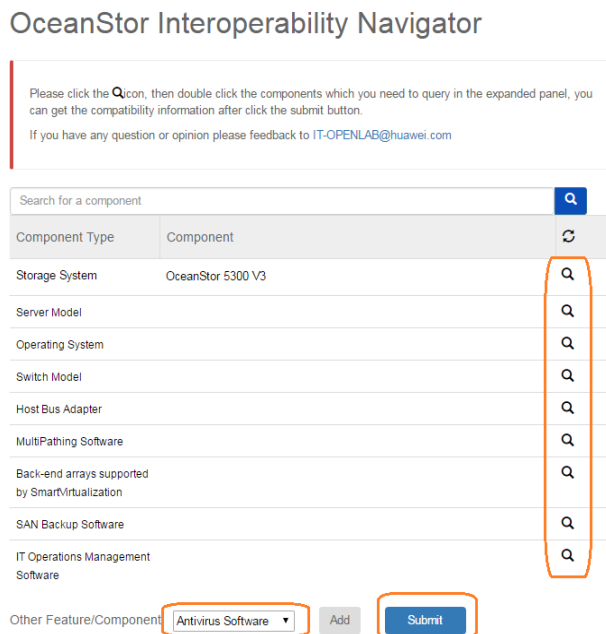 OceanStor Interoperability Navigator
Please click the icon, then double click the components which you need to query in the expanded panel, you
can get the compatibility information after click the submit button.
If you have any question or opinion please feedback to IT-OPENLAB@huawei.com
Search for a component
Component Type Component
Storage System OceanStor 5300 V3
Server Model
Operating System
Switch Model
Host Bus Adapter
MultiPathing Software
Back-end arrays supported
by SmartVirtualization
SAN Backup Software
IT Operations Management
Software
Other Feature/Component Antivirus Software Add Submit